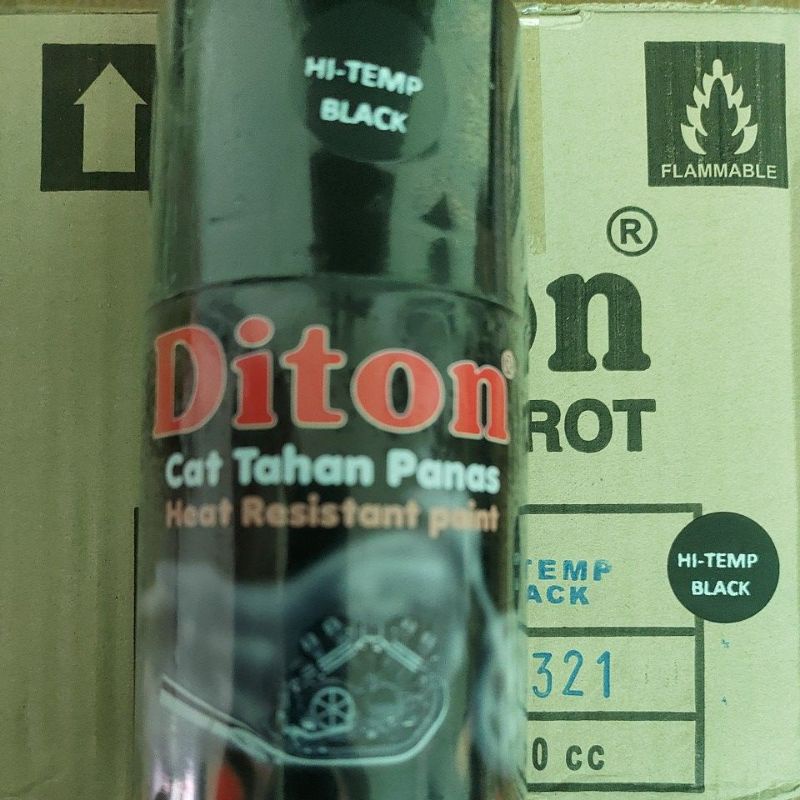 HI-TEMP
BLACK
Diton®
Cat Tahan Panas
Heat Resistant paint
FLAMMABLE
®
on
ROT
TEMP
ACK
321
0 cc
HI-TEMP
BLACK